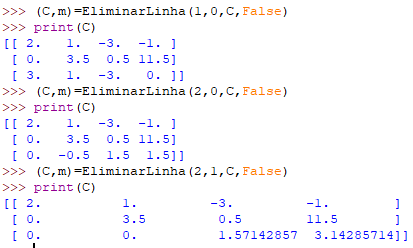 >>> (C,m)=EliminarLinha(1,0,C,False)
>>> print(C)
[[ 2.   1.  -3.  -1. ]
 [ 0.   3.5  0.5 11.5]
 [ 3.   1.  -3.   0. ]]
>>> (C,m)=EliminarLinha(2,0,C,False)
>>> print(C)
[[ 2.   1.  -3.  -1. ]
 [ 0.   3.5  0.5 11.5]
 [ 0.  -0.5  1.5  1.5]]
>>> (C,m)=EliminarLinha(2,1,C,False)
>>> print(C)
[[ 2.          1.         -3.         -1.        ]
 [ 0.          3.5         0.5        11.5       ]
 [ 0.          0.          1.57142857  3.14285714]]